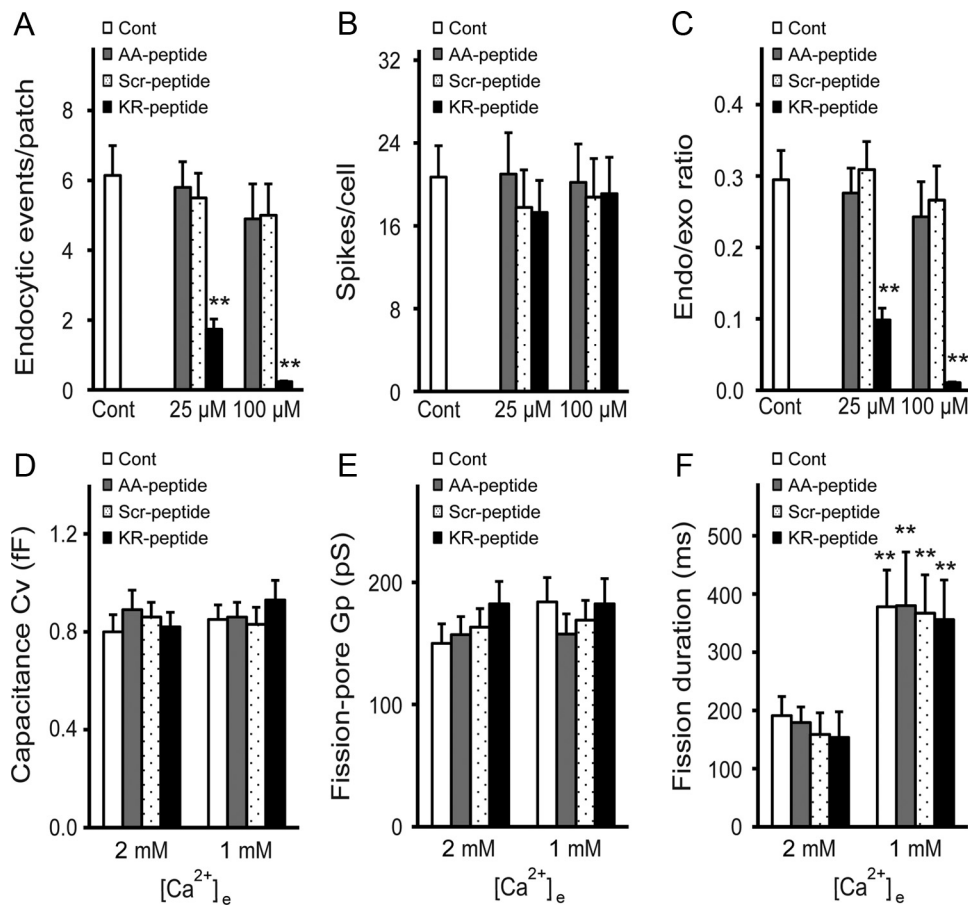 A
Cont
AA-peptide
Scr-peptide
KR-peptide
Endocytic events/patch
8
6
4
2
0
**
**
Cont
25 µM
100 µM
B
Cont
AA-peptide
Scr-peptide
KR-peptide
Spikes/cell
32
24
16
8
0
Cont
25 µM
100 µM
C
Cont
AA-peptide
Scr-peptide
KR-peptide
Endo/exo ratio
0.4
0.3
0.2
0.1
0.0
**
**
Cont
25 µM
100 µM
D
Cont
AA-peptide
Scr-peptide
KR-peptide
Capacitance Cv (fF)
1.2
0.8
0.4
0.0
2 mM
1 mM
[Ca2+]e
E
Cont
AA-peptide
Scr-peptide
KR-peptide
Fission-pore Gp (pS)
200
100
0
2 mM
1 mM
[Ca2+]e
F
Cont
AA-peptide
Scr-peptide
KR-peptide
Fission duration (ms)
500
400
300
200
100
0
**
**
**
**
2 mM
1 mM
[Ca2+]e